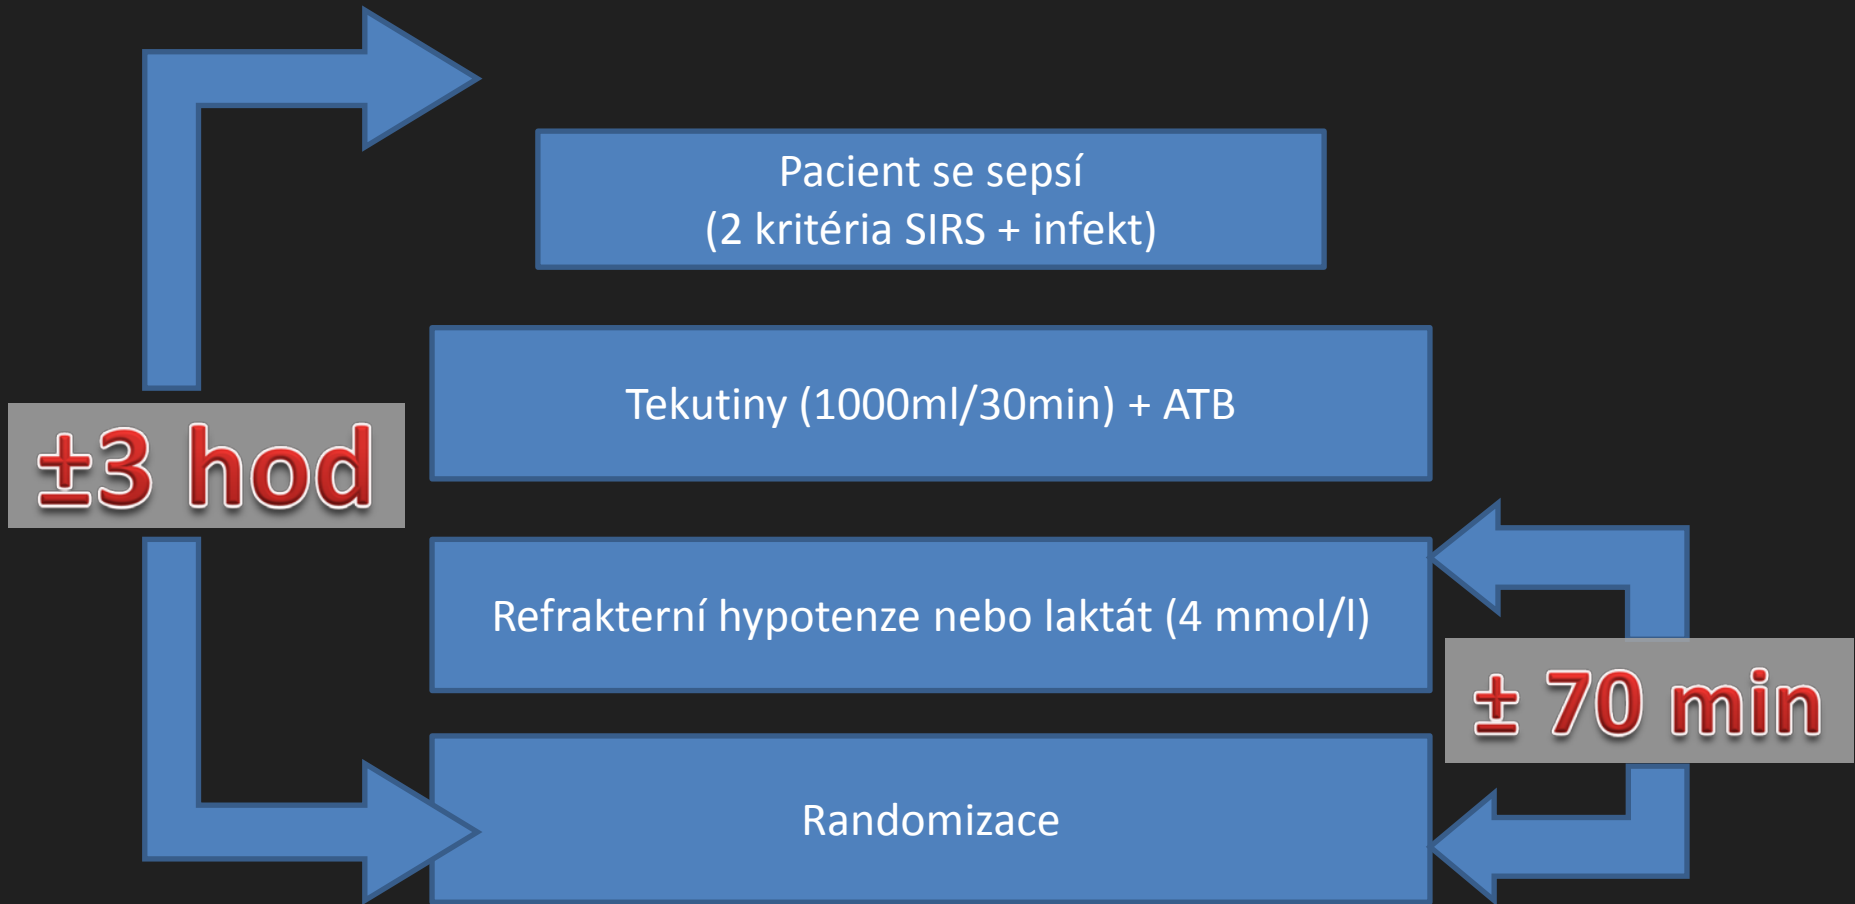 Pacient se sepsí
(2 kritéria SIRS + infekt)
Tekutiny (1000ml/30min) + ATB
±3 hod
Refrakterní hypotenze nebo laktát (4 mmol/l)
± 70 min
Randomizace